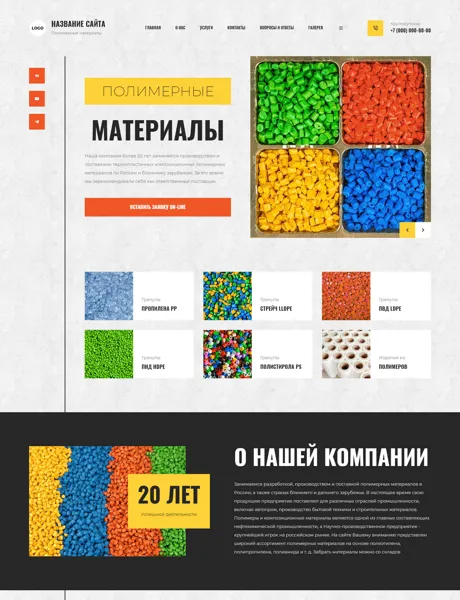 LOGO
НАЗВАНИЕ САЙТА
Полимерные материалы
ГЛАВНАЯ
О НАС
УСЛУГИ
КОНТАКТЫ
ВОПРОСЫ И ОТВЕТЫ
ГАЛЕРЕЯ
Круглосуточно
+7 (000) 000-00-00
ПОЛИМЕРНЫЕ
МАТЕРИАЛЫ
Наша компания более 20 лет занимается производством и
поставками термопластичных композиционных полимерных
материалов по России и ближнему зарубежью. За это время
мы зарекомендовали себя как ответственные поставщик.
ОСТАВИТЬ ЗАЯВКУ ON-LINE
Гранулы
ПРОПИЛЕНА PP
Гранулы
СТРЕЙЧ LLDPE
Гранулы
ПВД LDPE
Гранулы
ПНД HDPE
Гранулы
ПОЛИСТИРОЛА PS
Изделия из
ПОЛИМЕРОВ
20 ЛЕТ
Успешной деятельности
О НАШЕЙ КОМПАНИИ
Занимаемся разработкой, производством и поставкой полимерных материалов в
России, а также странах ближнего и дальнего зарубежья. В настоящее время свою
продукцию предприятие поставляет для различных отраслей промышленности,
включая автопром, производство бытовой техники и строительных материалов.
Полимеры и композиционные материалы являются одной из главных составляющих
нефтехимической промышленности, а Научно-производственное предприятие -
крупнейший игрок на российском рынке. На сайте Вашему вниманию представлен
широкий ассортимент полимерных материалов на основе полиэтилена,
полипропилена, полиамида и т. д. Забрать материалы можно со складов